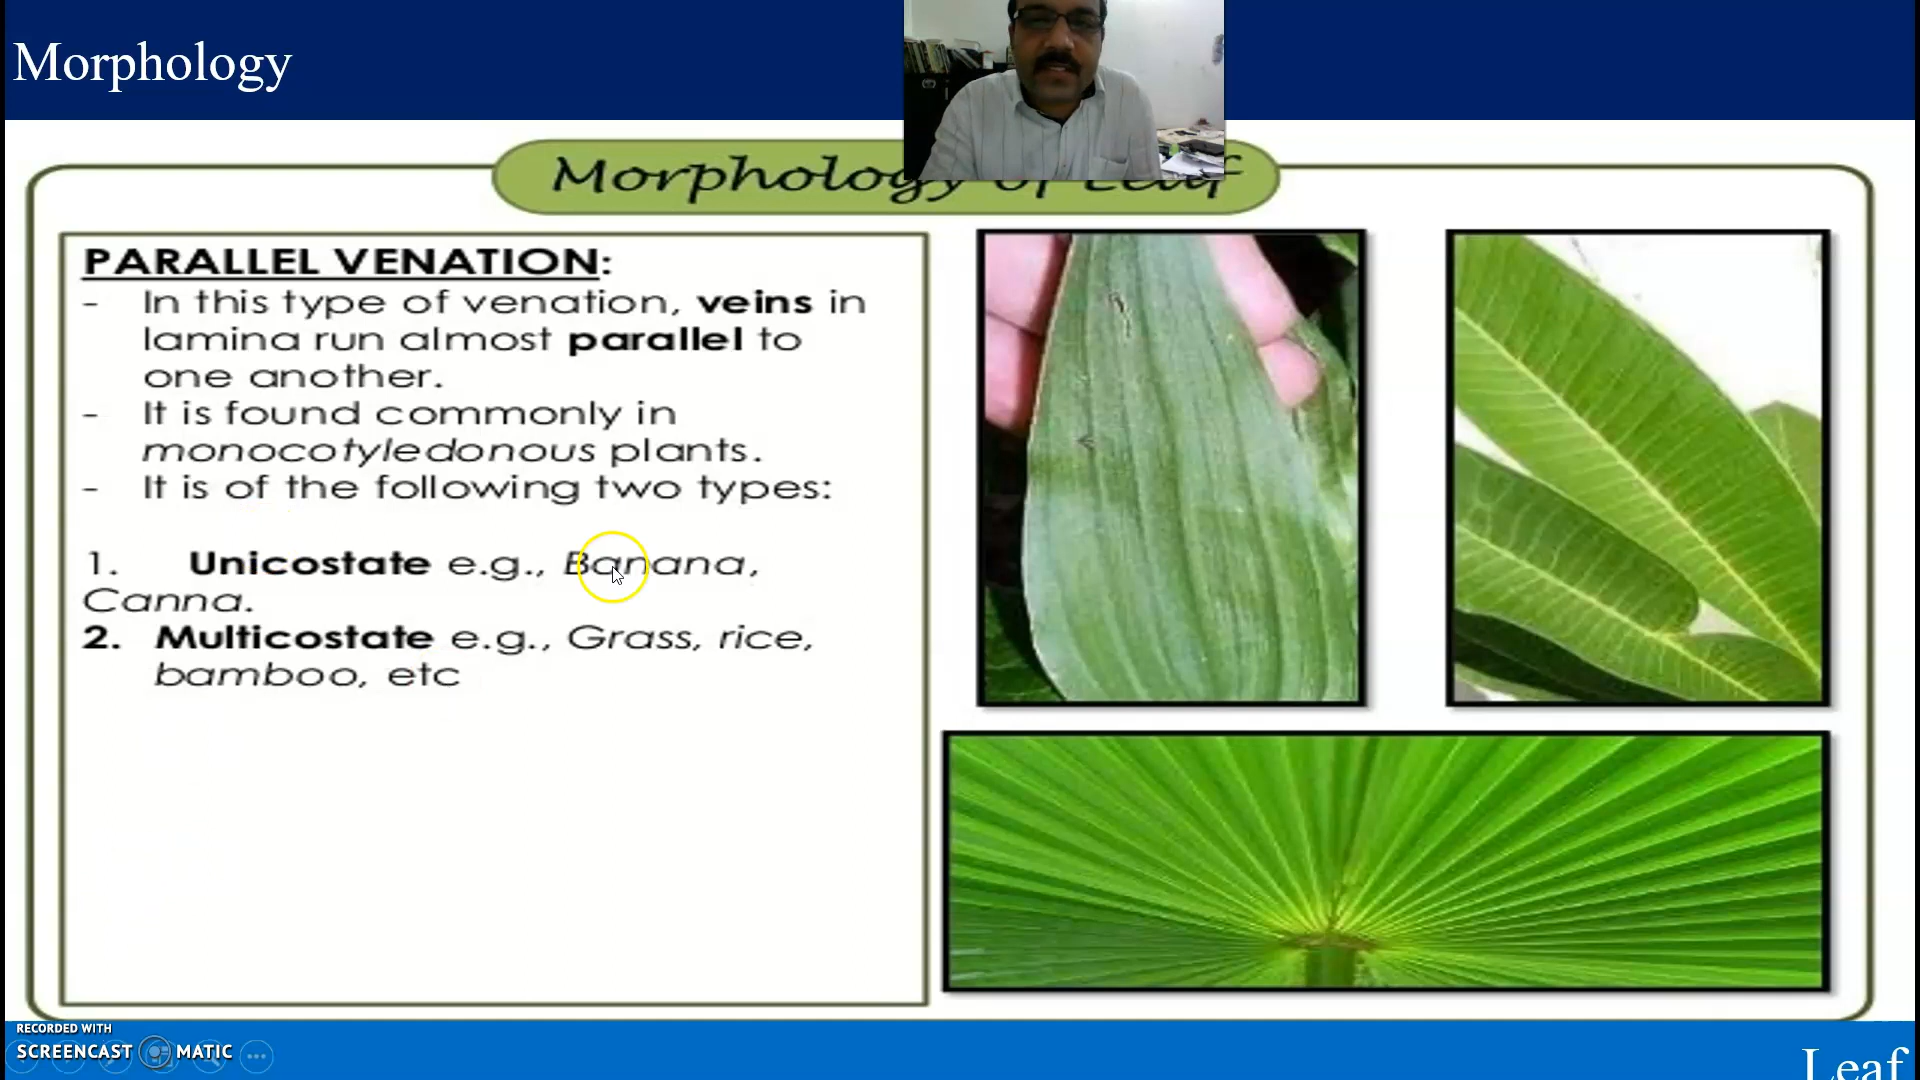 Morphology
Morphology of Leaf
PARALLEL VENATION:
- In this type of venation, veins in
lamina run almost parallel to
one another.
- It is found commonly in
monocotyledonous plants.
- It is of the following two types:
1. Unicostate e.g., Banana,
Canna.
2. Multicostate e.g., Grass, rice,
bamboo, etc
RECORDED WITH
SCREENCAST MATIC
Leaf